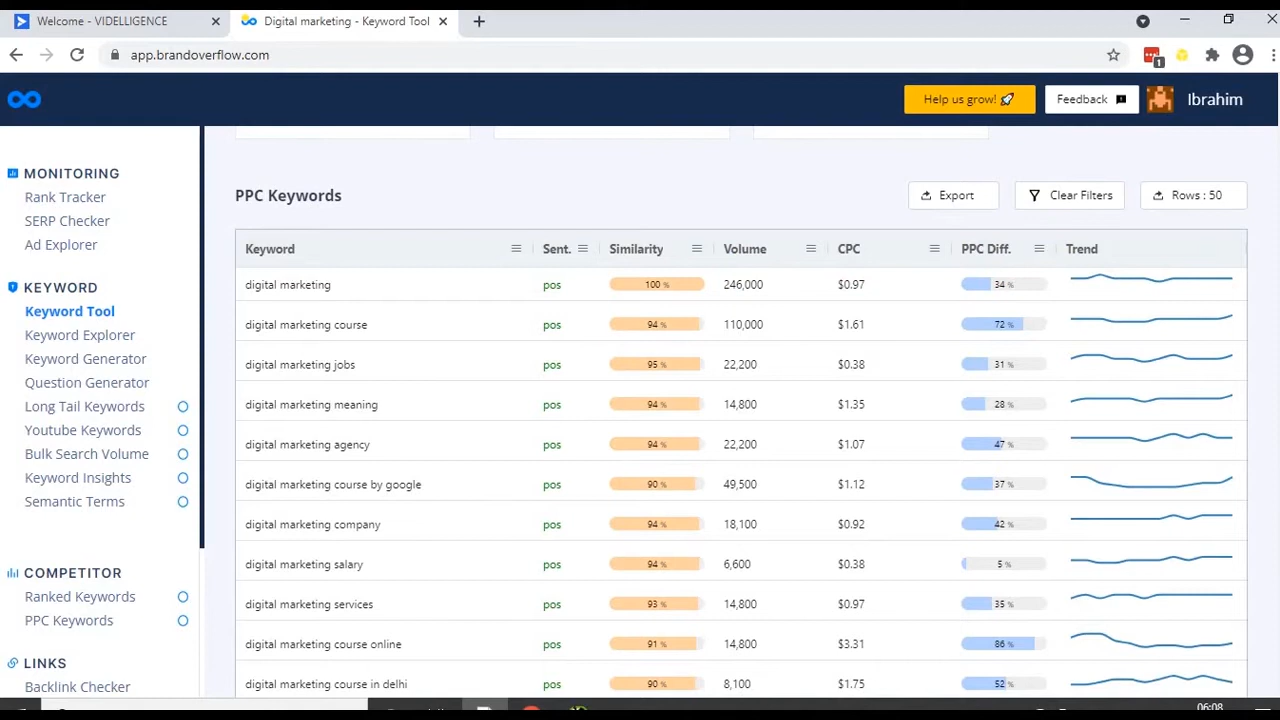 Welcome - VIDELLIGENCE
Digital marketing - Keyword Tool
app.brandoverflow.com
1
Help us grow!
Feedback
Ibrahim
MONITORING
Rank Tracker
SERP Checker
Ad Explorer
KEYWORD
Keyword Tool
Keyword Explorer
Keyword Generator
Question Generator
Long Tail Keywords
Youtube Keywords
Bulk Search Volume
Keyword Insights
Semantic Terms
COMPETITOR
Ranked Keywords
PPC Keywords
LINKS
Backlink Checker
PPC Keywords
Export
Clear Filters
Rows : 50
Keyword Sent. Similarity Volume CPC PPC Diff. Trend
digital marketing pos 100 % 246,000 $0.97 34 %
digital marketing course pos 94 % 110,000 $1.61 72 %
digital marketing jobs pos 95 % 22,200 $0.38 31 %
digital marketing meaning pos 94 % 14,800 $1.35 28 %
digital marketing agency pos 94 % 22,200 $1.07 47 %
digital marketing course by google pos 90 % 49,500 $1.12 37 %
digital marketing company pos 94 % 18,100 $0.92 42 %
digital marketing salary pos 94 % 6,600 $0.38 5 %
digital marketing services pos 93 % 14,800 $0.97 35 %
digital marketing course online pos 91 % 14,800 $3.31 86 %
digital marketing course in delhi pos 90 % 8,100 $1.75 52 %
06:08